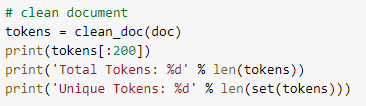 # clean document
tokens = clean_doc(doc)
print(tokens[:200])
print('Total Tokens: %d' % len(tokens))
print('Unique Tokens: %d' % len(set(tokens)))